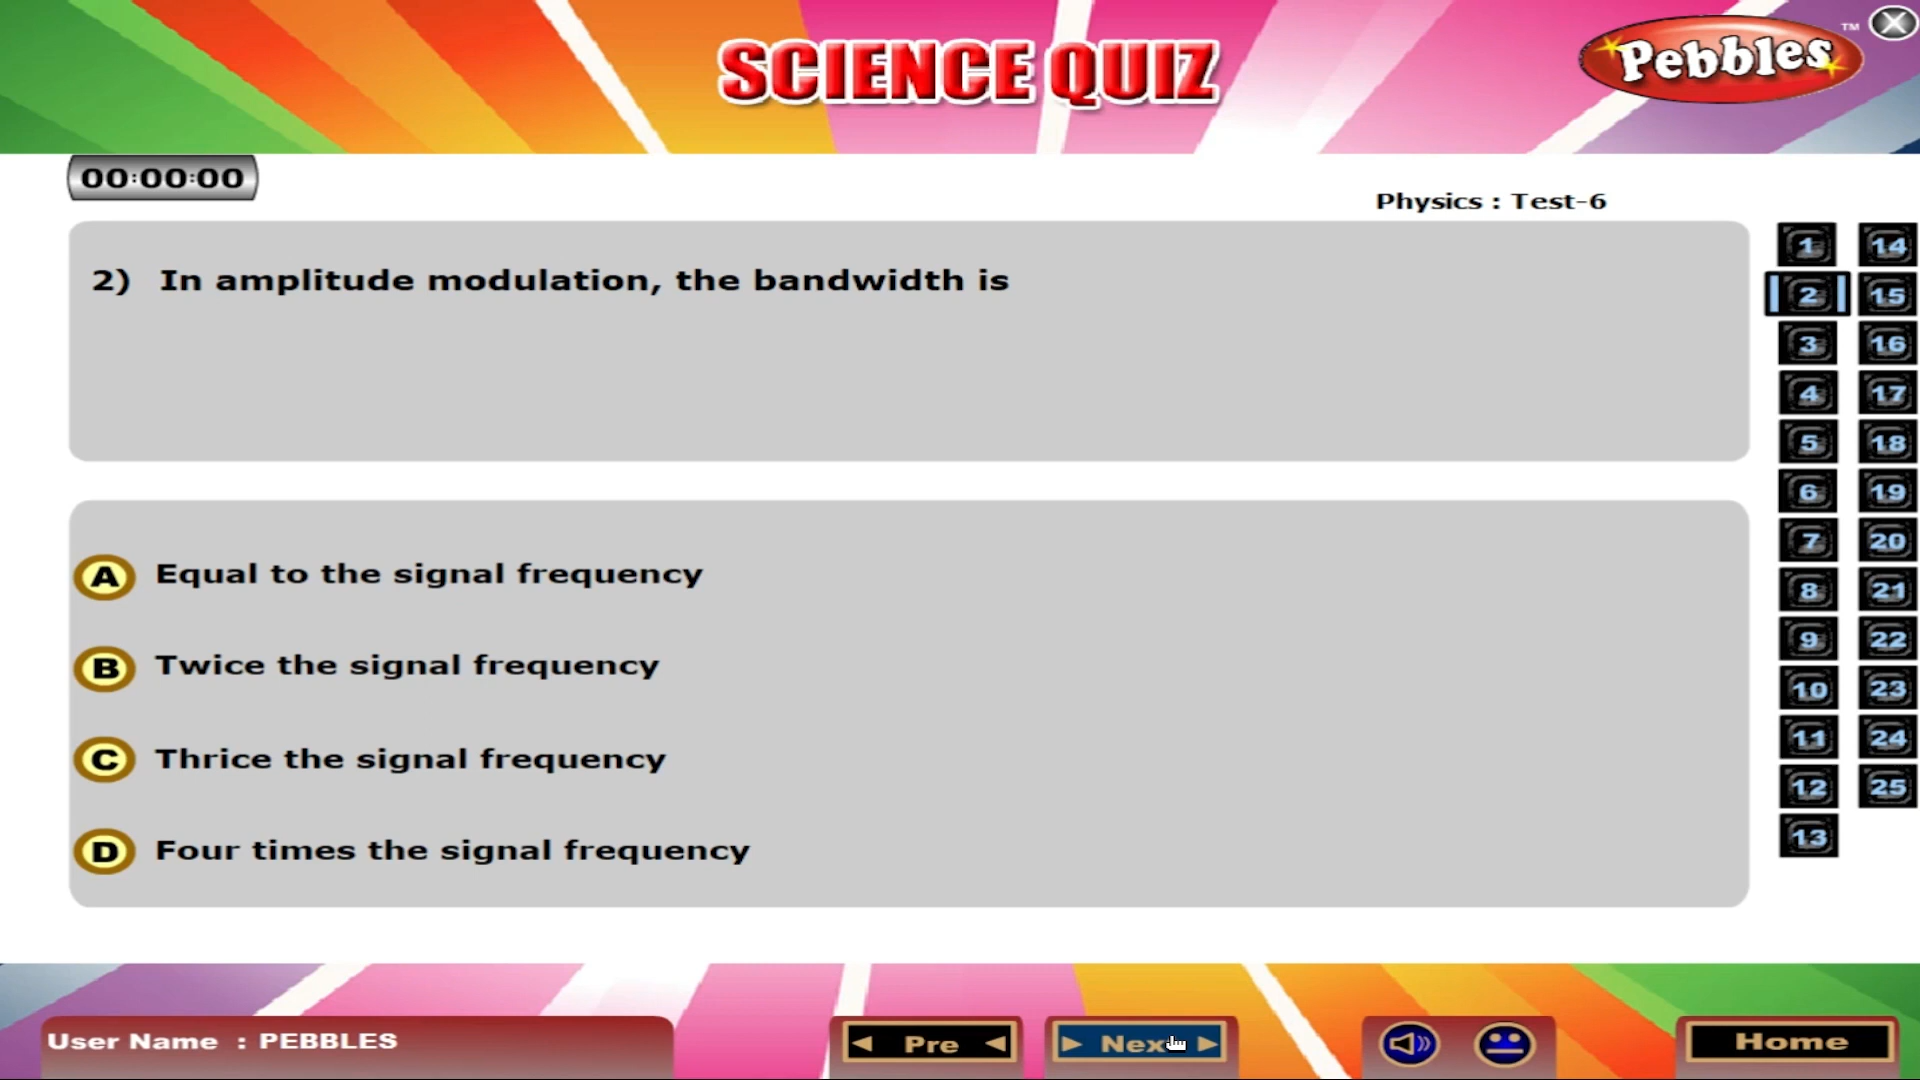 SCIENCE QUIZ
Pebbles™
00:00:00
Physics : Test-6
2) In amplitude modulation, the bandwidth is
A Equal to the signal frequency
B Twice the signal frequency
C Thrice the signal frequency
D Four times the signal frequency
1 14
2 15
3 16
4 17
5 18
6 19
7 20
8 21
9 22
10 23
11 24
12 25
13
User Name : PEBBLES
Pre
Next
Home